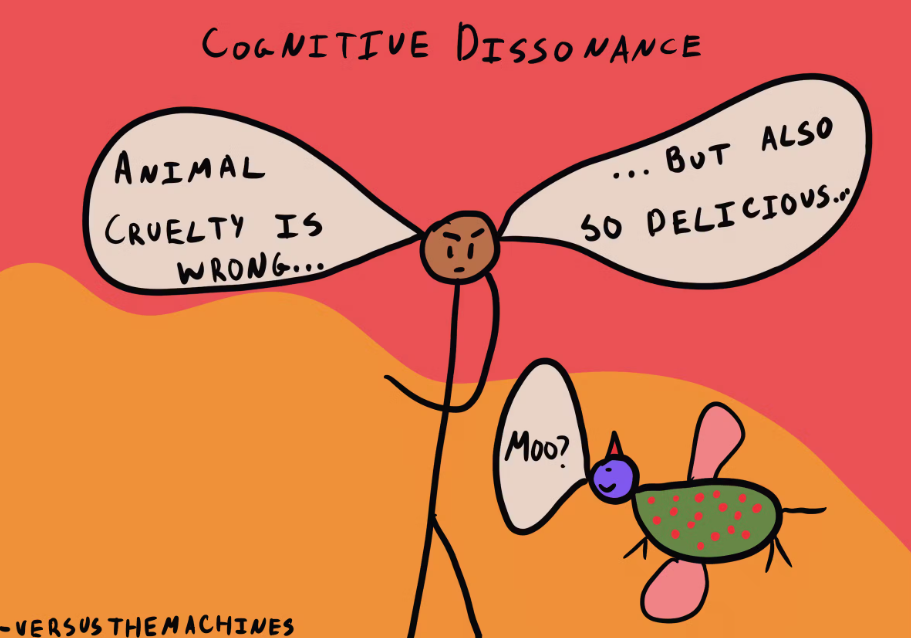 COGNITIVE DISSONANCE
ANIMAL
CRUELTY IS
WRONG...
...BUT ALSO
SO DELICIOUS...
MOO?
-VERSUSTHEMACHINES